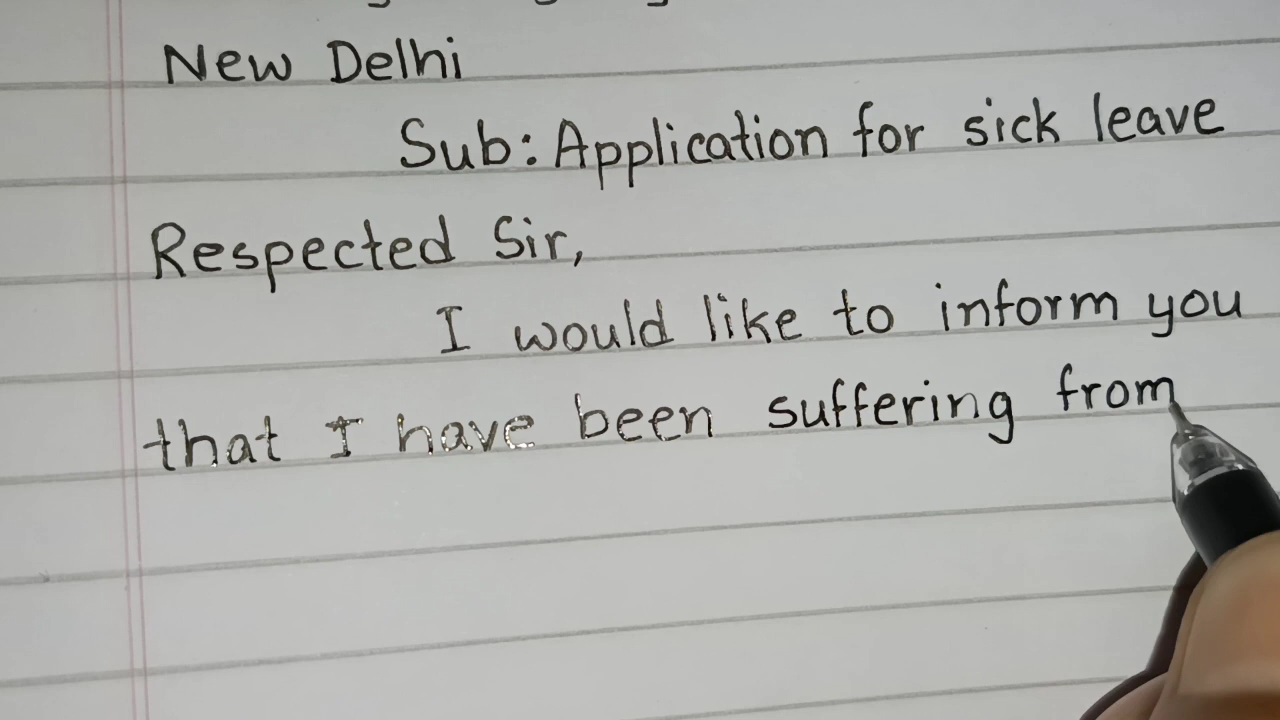 New Delhi
Sub: Application for sick leave
Respected Sir,
I would like to inform you
that I have been suffering from